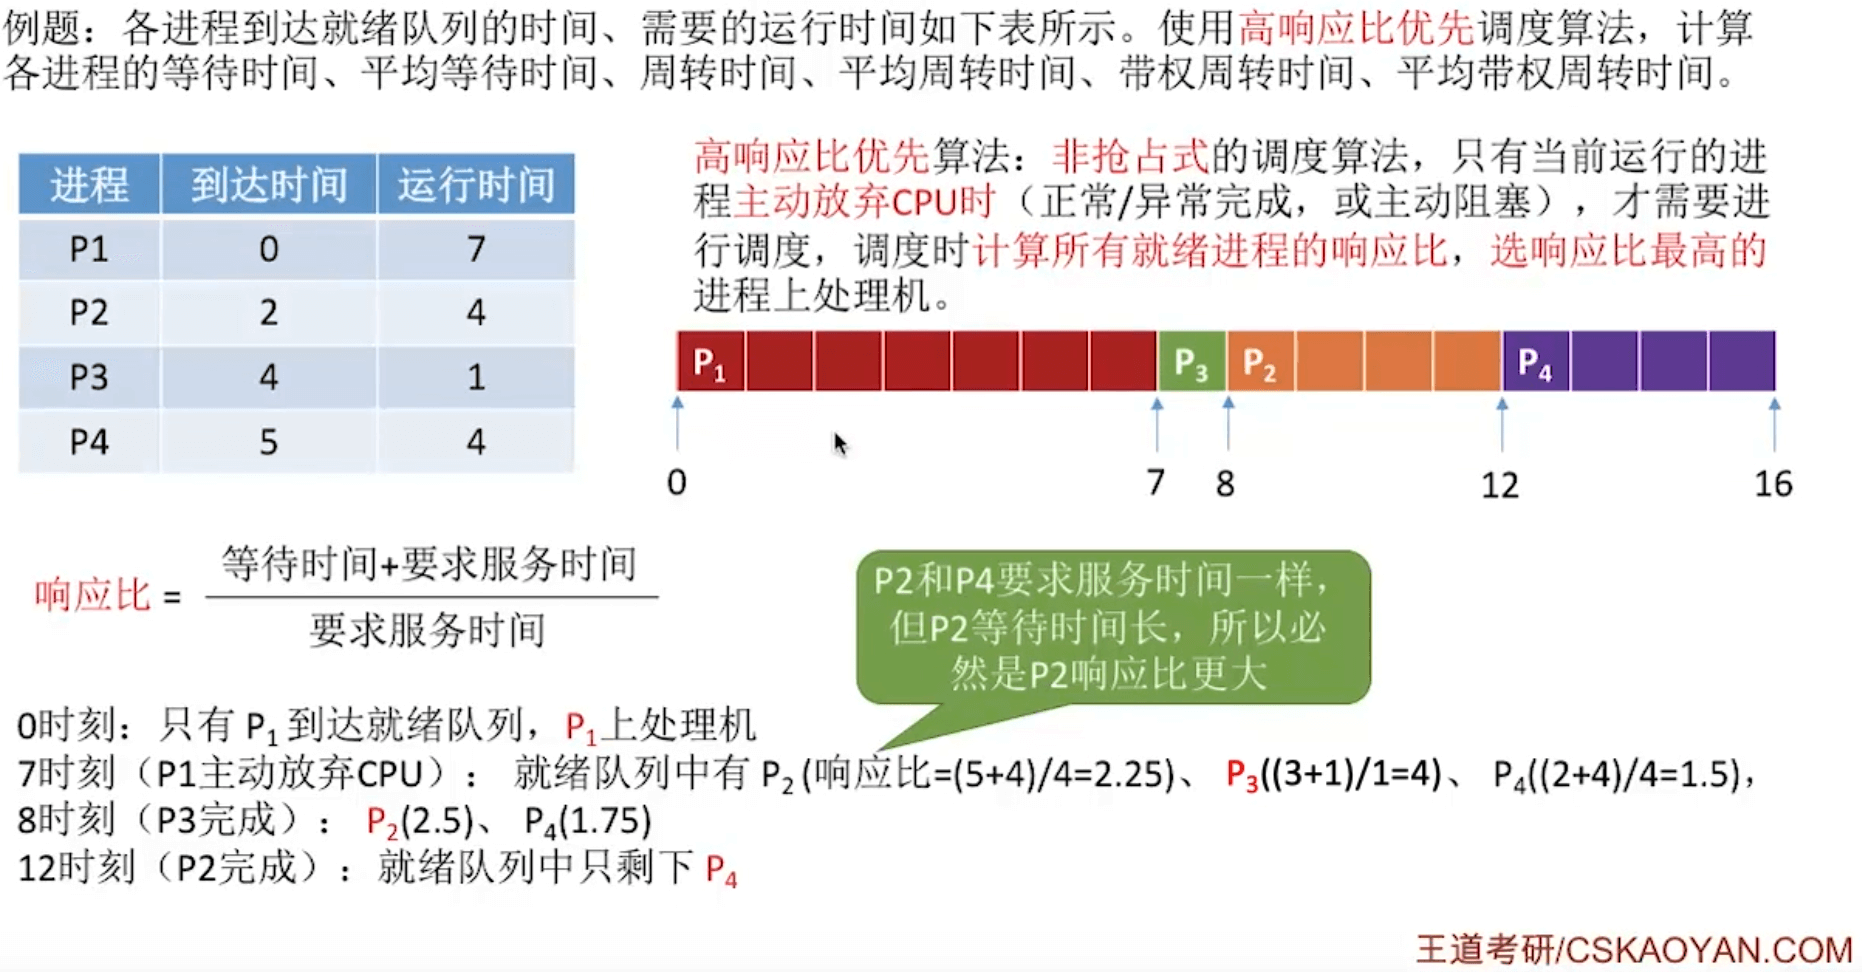 例题：各进程到达就绪队列的时间、需要的运行时间如下表所示。使用高响应比优先调度算法，计算
各进程的等待时间、平均等待时间、周转时间、平均周转时间、带权周转时间、平均带权周转时间。
进程 到达时间 运行时间
P1 0 7
P2 2 4
P3 4 1
P4 5 4
高响应比优先算法：非抢占式的调度算法，只有当前运行的进
程主动放弃CPU时（正常/异常完成，或主动阻塞），才需要进
行调度，调度时计算所有就绪进程的响应比，选响应比最高的
进程上处理机。
P1 P3 P2 P4
0 7 8 12 16
响应比 =
等待时间+要求服务时间
要求服务时间
P2和P4要求服务时间一样，
但P2等待时间长，所以必
然是P2响应比更大
0时刻：只有 P1 到达就绪队列，P1上处理机
7时刻（P1主动放弃CPU）： 就绪队列中有 P2 (响应比=(5+4)/4=2.25)、 P3((3+1)/1=4)、 P4((2+4)/4=1.5)，
8时刻（P3完成）： P2(2.5)、 P4(1.75)
12时刻（P2完成）：就绪队列中只剩下 P4
王道考研/CSKAOYAN.COM